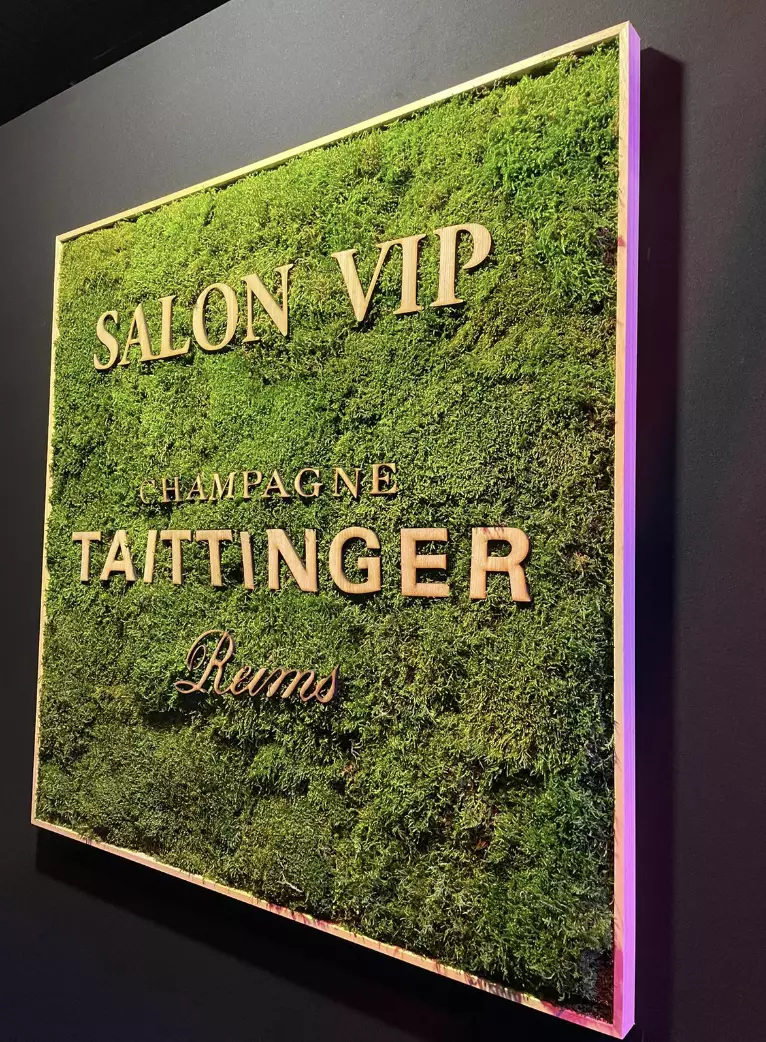 SALON VIP
CHAMPAGNE
TAITTINGER
Reims